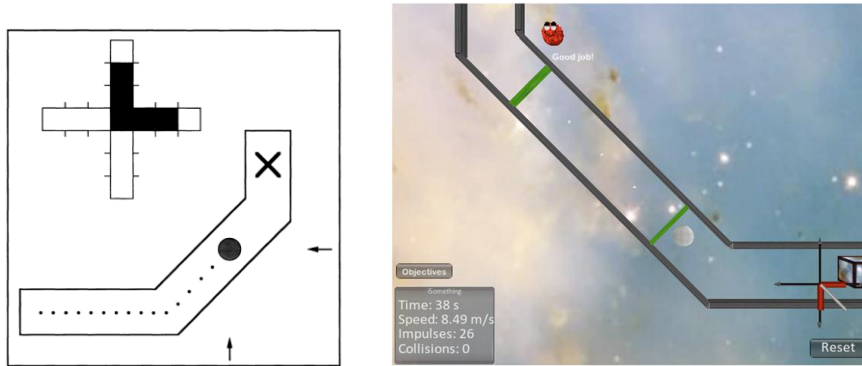 Good job!
Objectives
Something
Time: 38 s
Speed: 8.49 m/s
Impulses: 26
Collisions: 0
Reset